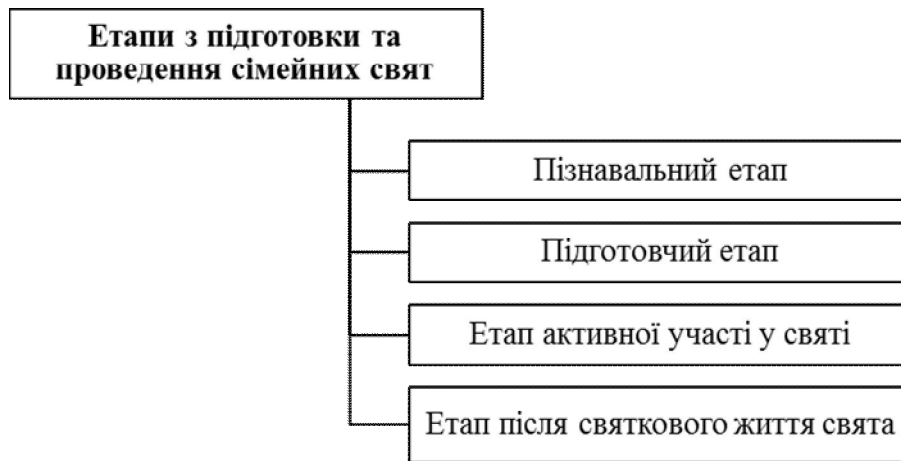 Етапи з підготовки та
проведення сімейних свят
Пізнавальний етап
Підготовчий етап
Етап активної участі у святі
Етап після святкового життя свята